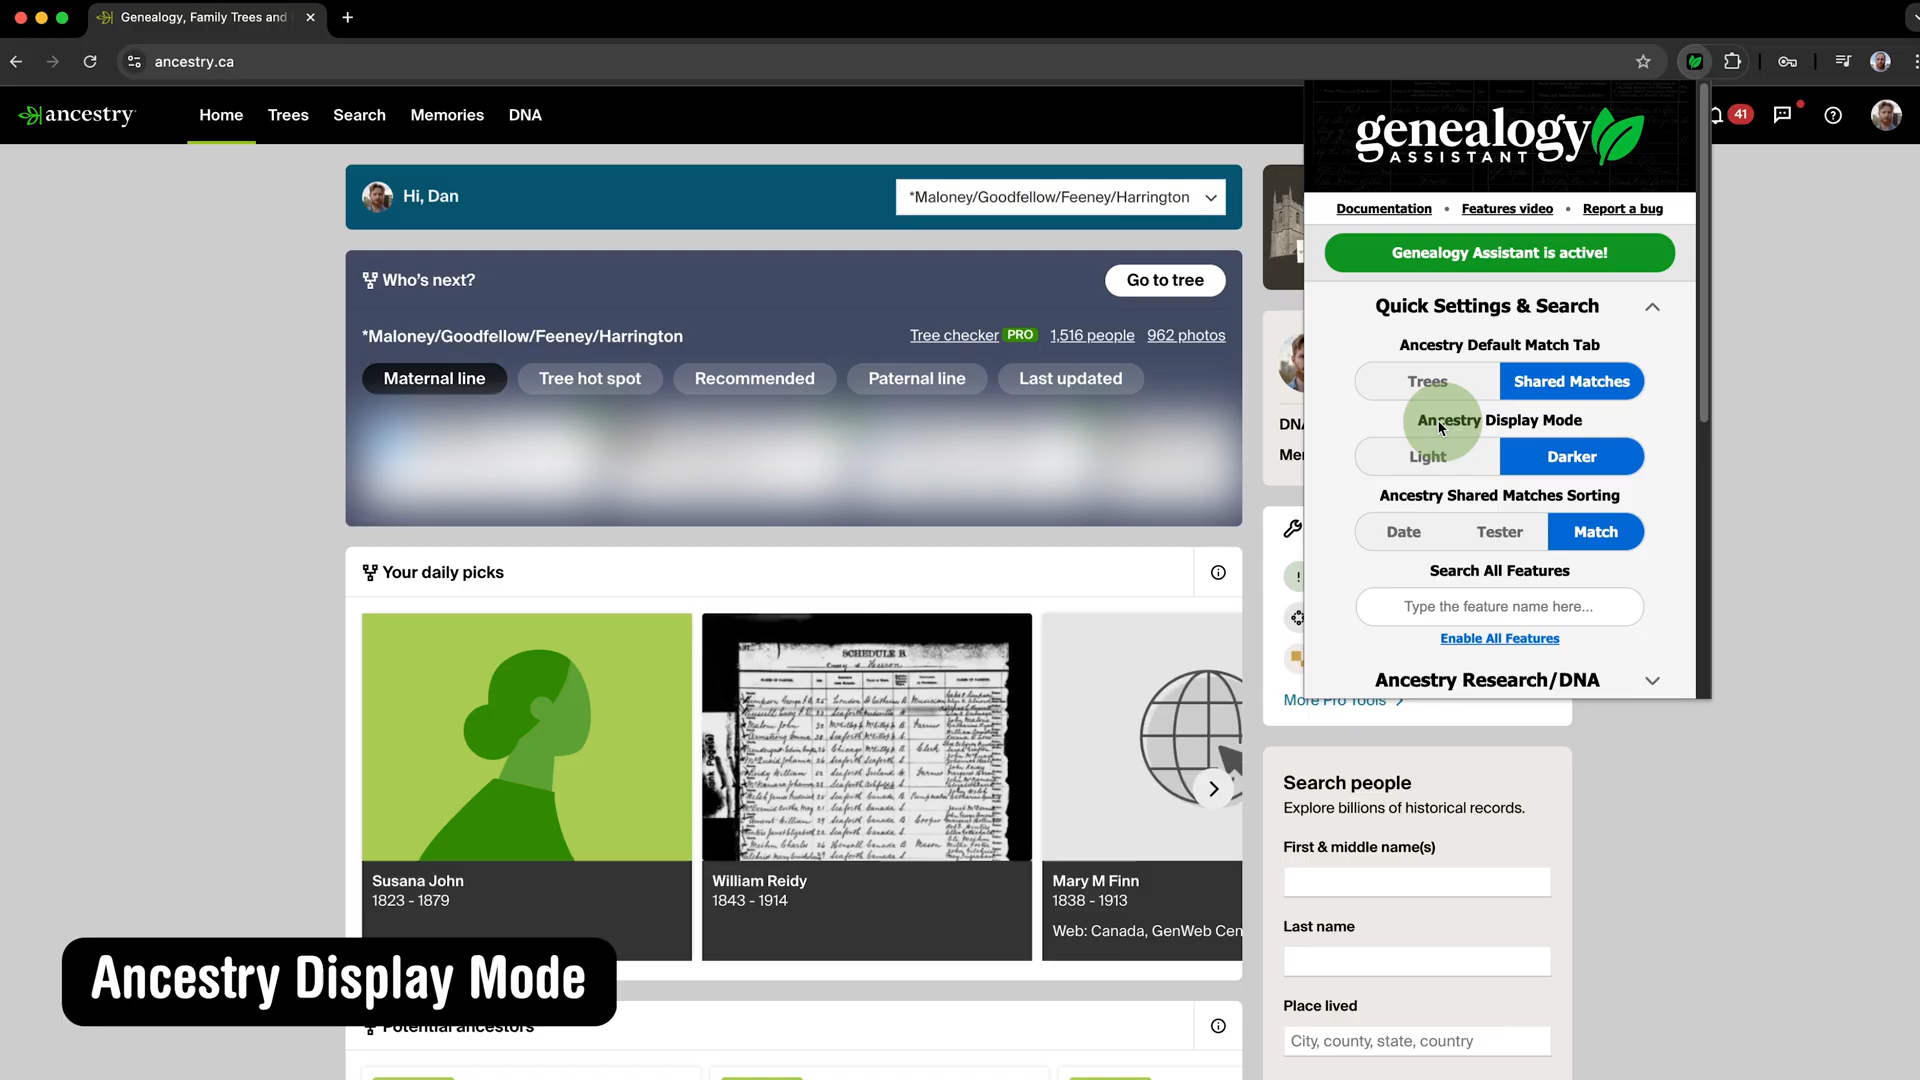 Genealogy, Family Trees and
ancestry.ca
ancestry
Home
Trees
Search
Memories
DNA
41
Hi, Dan
*Maloney/Goodfellow/Feeney/Harrington
Who's next?
Go to tree
*Maloney/Goodfellow/Feeney/Harrington
Tree checker PRO
1,516 people
962 photos
Maternal line
Tree hot spot
Recommended
Paternal line
Last updated
Your daily picks
SCHEDULE B
Susana John
1823 - 1879
William Reidy
1843 - 1914
Mary M Finn
1838 - 1913
Web: Canada, GenWeb Cen
Potential ancestors
genealogy
ASSISTANT
Documentation • Features video • Report a bug
Genealogy Assistant is active!
Quick Settings & Search
Ancestry Default Match Tab
Trees
Shared Matches
Ancestry Display Mode
Light
Darker
Ancestry Shared Matches Sorting
Date
Tester
Match
Search All Features
Type the feature name here...
Enable All Features
Ancestry Research/DNA
More Pro Tools
Search people
Explore billions of historical records.
First & middle name(s)
Last name
Place lived
City, county, state, country
Ancestry Display Mode